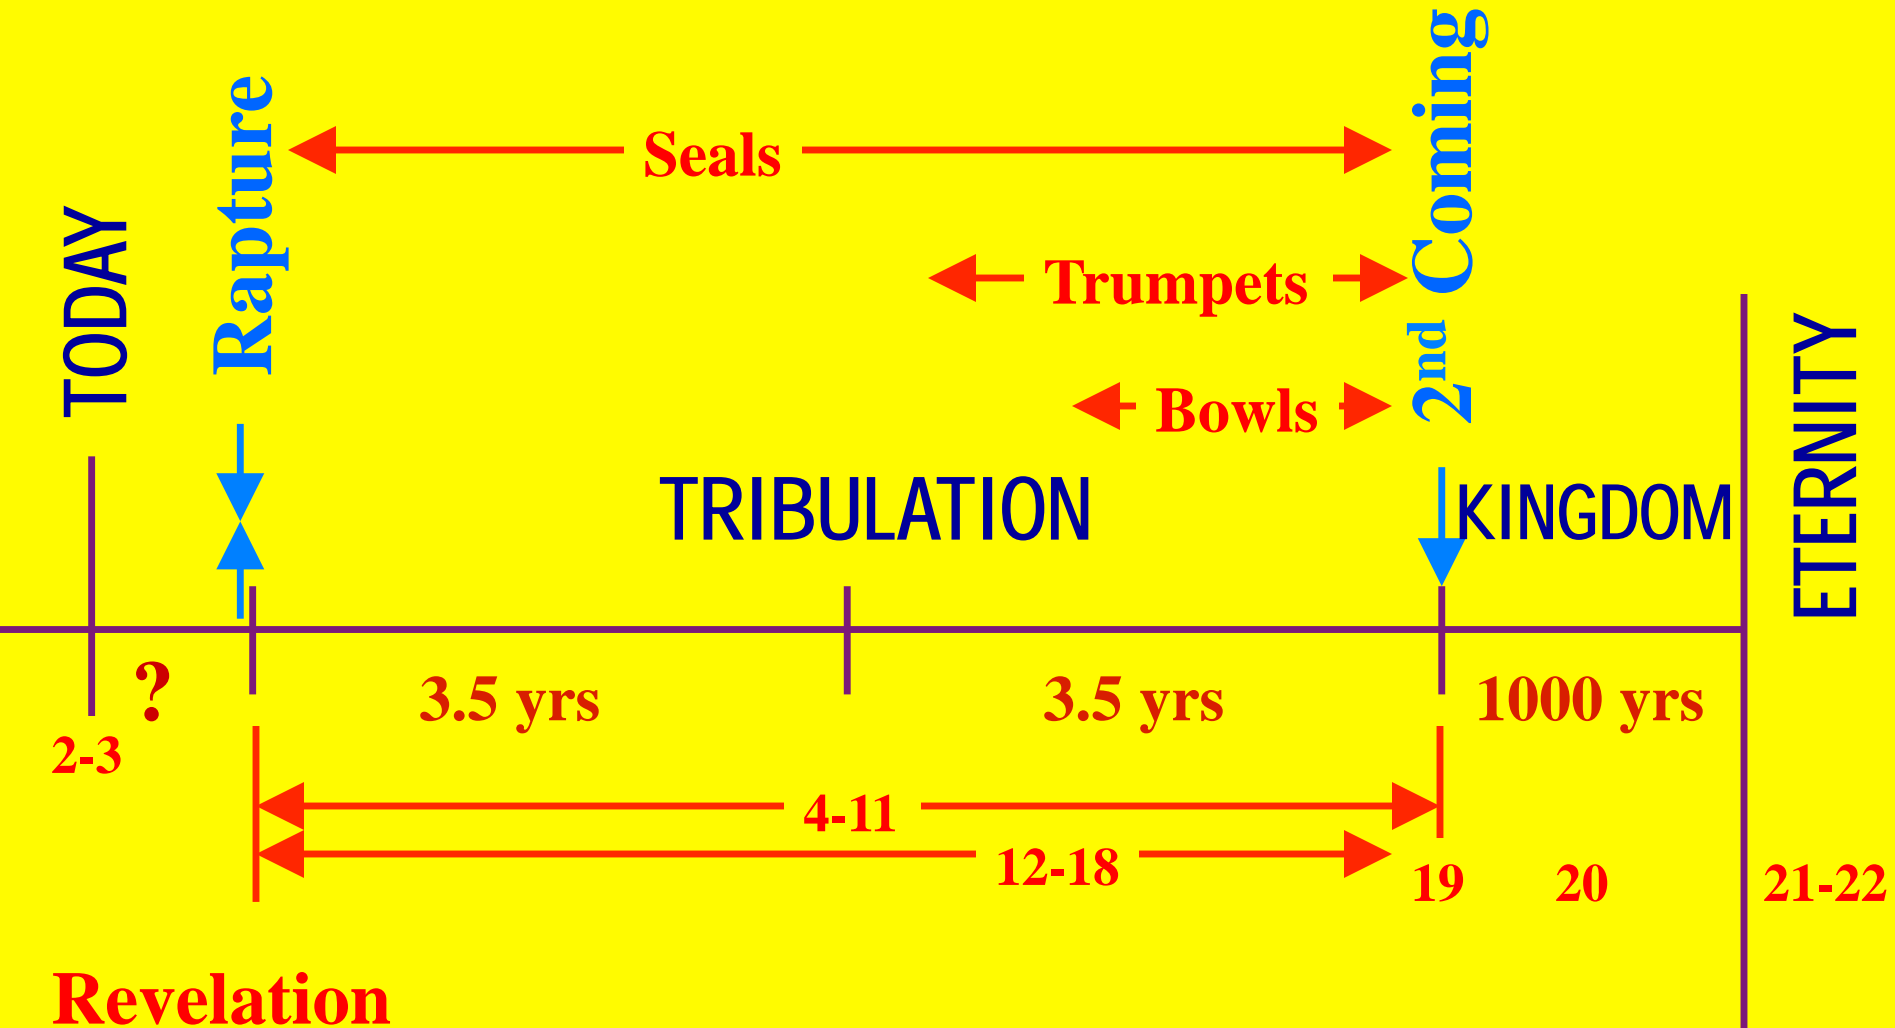 TODAY
Rapture
Seals
Trumpets
Bowls
2nd Coming
TRIBULATION
KINGDOM
ETERNITY
?
3.5 yrs
3.5 yrs
1000 yrs
2-3
4-11
12-18
19
20
21-22
Revelation